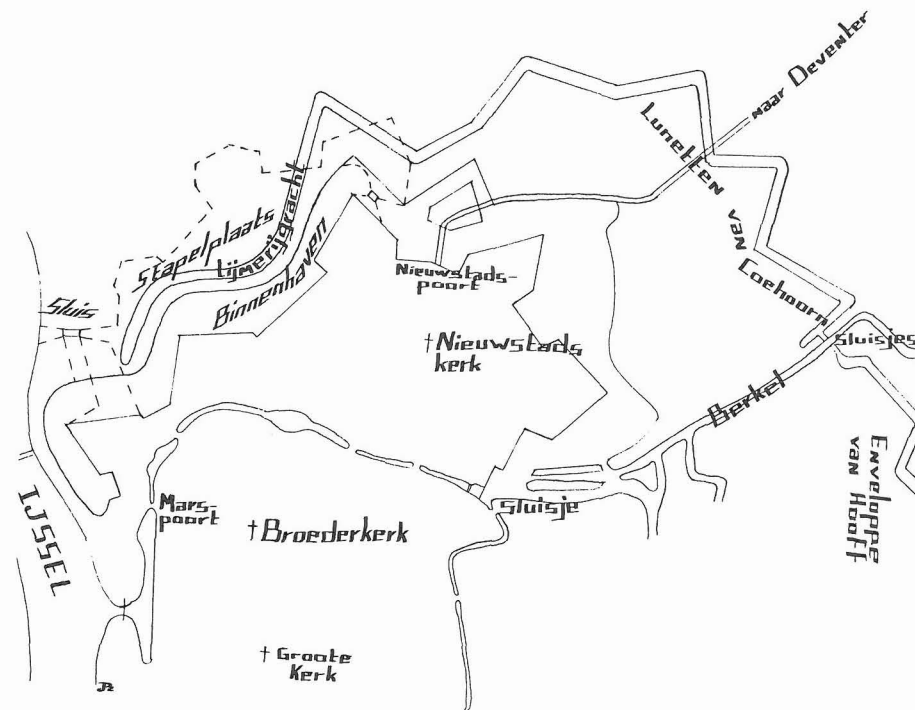 naar Deventer
Lunetten van Coehoorn
Stapelplaats
Lijmerijgracht
Binnenhaven
Nieuwstads-
poort
Sluis
Nieuwstads
kerk
Sluisjes
Berkel
Enveloppe
van Hooff
Mars-
poort
Sluisje
Broederkerk
IJSSEL
Groote
Kerk